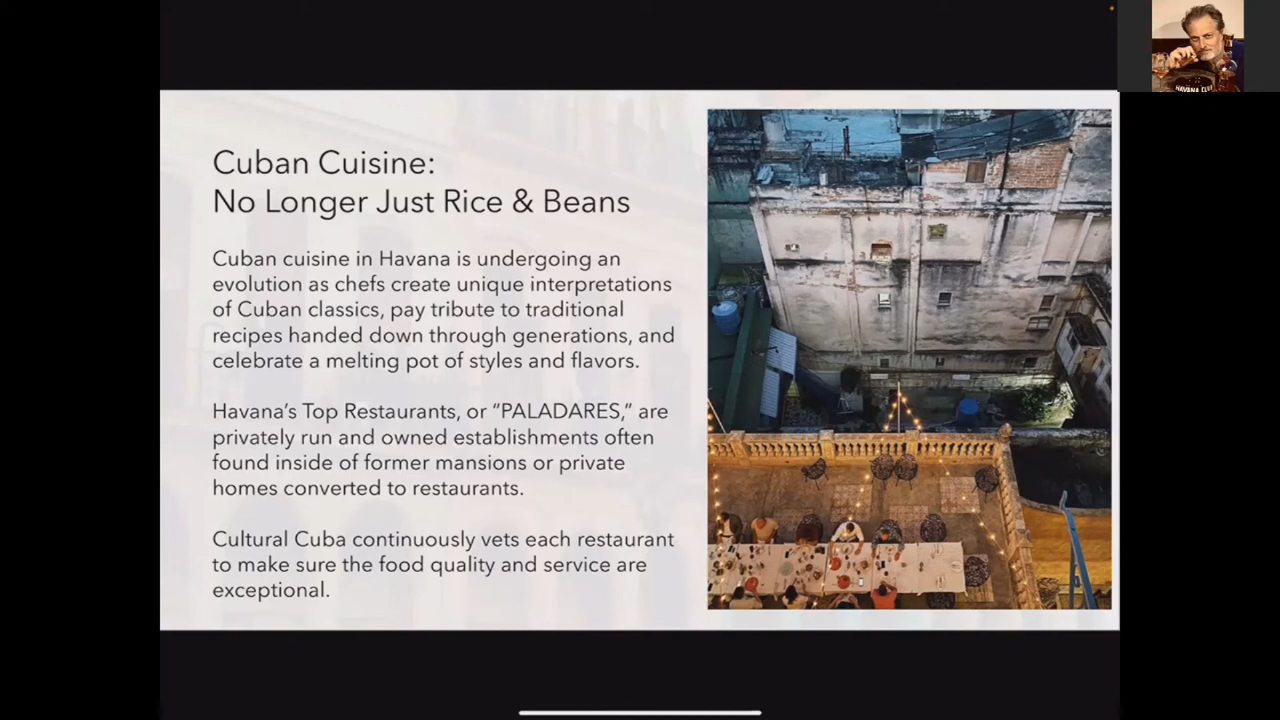 Cuban Cuisine:
No Longer Just Rice & Beans
Cuban cuisine in Havana is undergoing an
evolution as chefs create unique interpretations
of Cuban classics, pay tribute to traditional
recipes handed down through generations, and
celebrate a melting pot of styles and flavors.
Havana’s Top Restaurants, or “PALADARES,” are
privately run and owned establishments often
found inside of former mansions or private
homes converted to restaurants.
Cultural Cuba continuously vets each restaurant
to make sure the food quality and service are
exceptional.
HAVANA CLUB